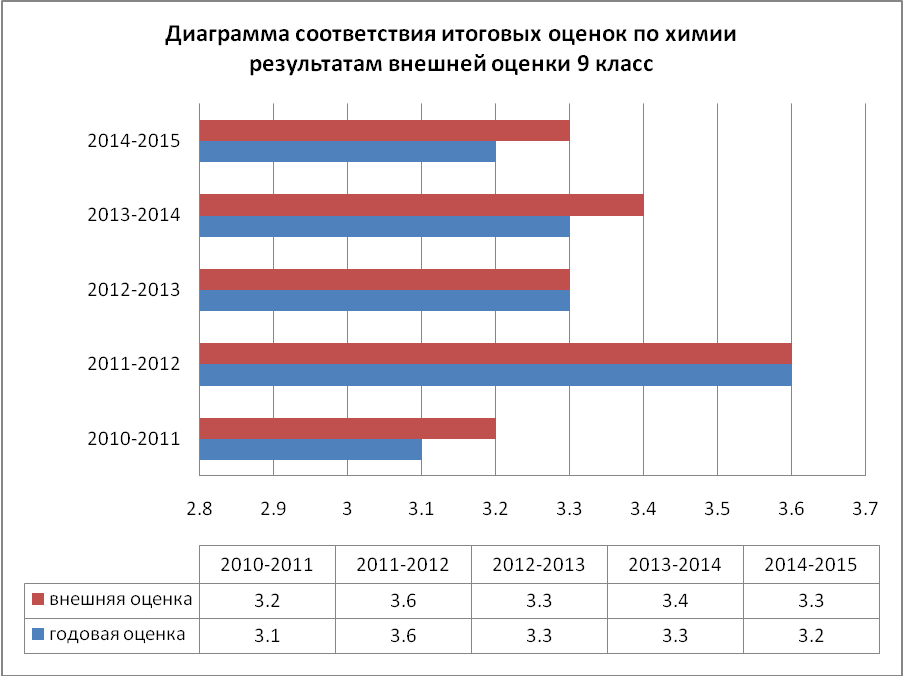 Диаграмма соответствия итоговых оценок по химии
результатам внешней оценки 9 класс
2014-2015
2013-2014
2012-2013
2011-2012
2010-2011
2.8 2.9 3 3.1 3.2 3.3 3.4 3.5 3.6 3.7
2010-2011 2011-2012 2012-2013 2013-2014 2014-2015
внешняя оценка 3.2 3.6 3.3 3.4 3.3
годовая оценка 3.1 3.6 3.3 3.3 3.2